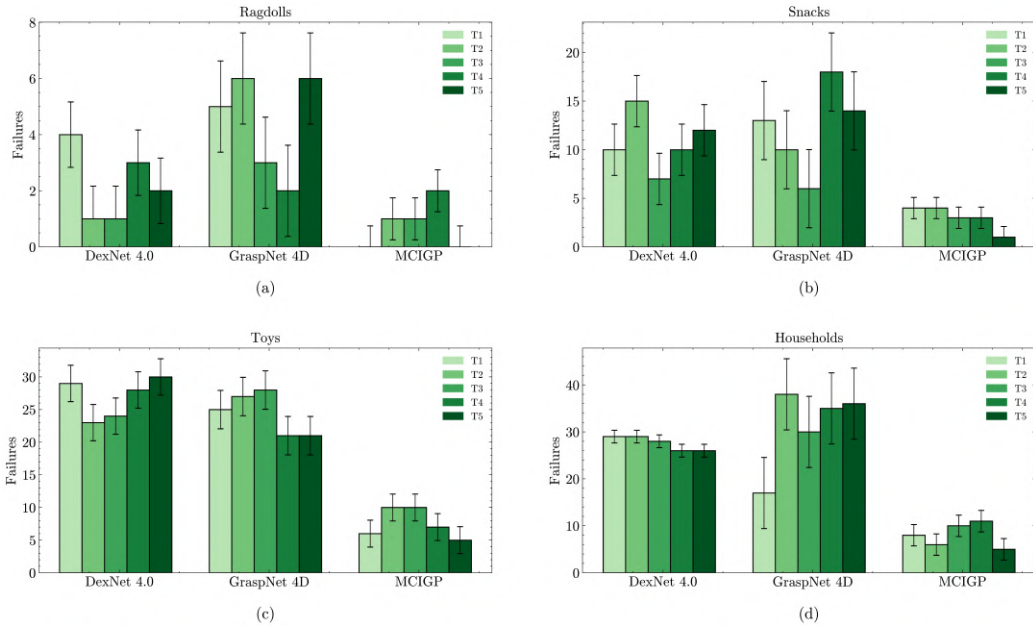 Ragdolls
8
6
4
2
0
Failures
T1
T2
T3
T4
T5
DexNet 4.0 GraspNet 4D MCIGP
(a)
Snacks
20
15
10
5
0
Failures
T1
T2
T3
T4
T5
DexNet 4.0 GraspNet 4D MCIGP
(b)
Toys
30
25
20
15
10
5
0
Failures
T1
T2
T3
T4
T5
DexNet 4.0 GraspNet 4D MCIGP
(c)
Households
40
30
20
10
0
Failures
T1
T2
T3
T4
T5
DexNet 4.0 GraspNet 4D MCIGP
(d)